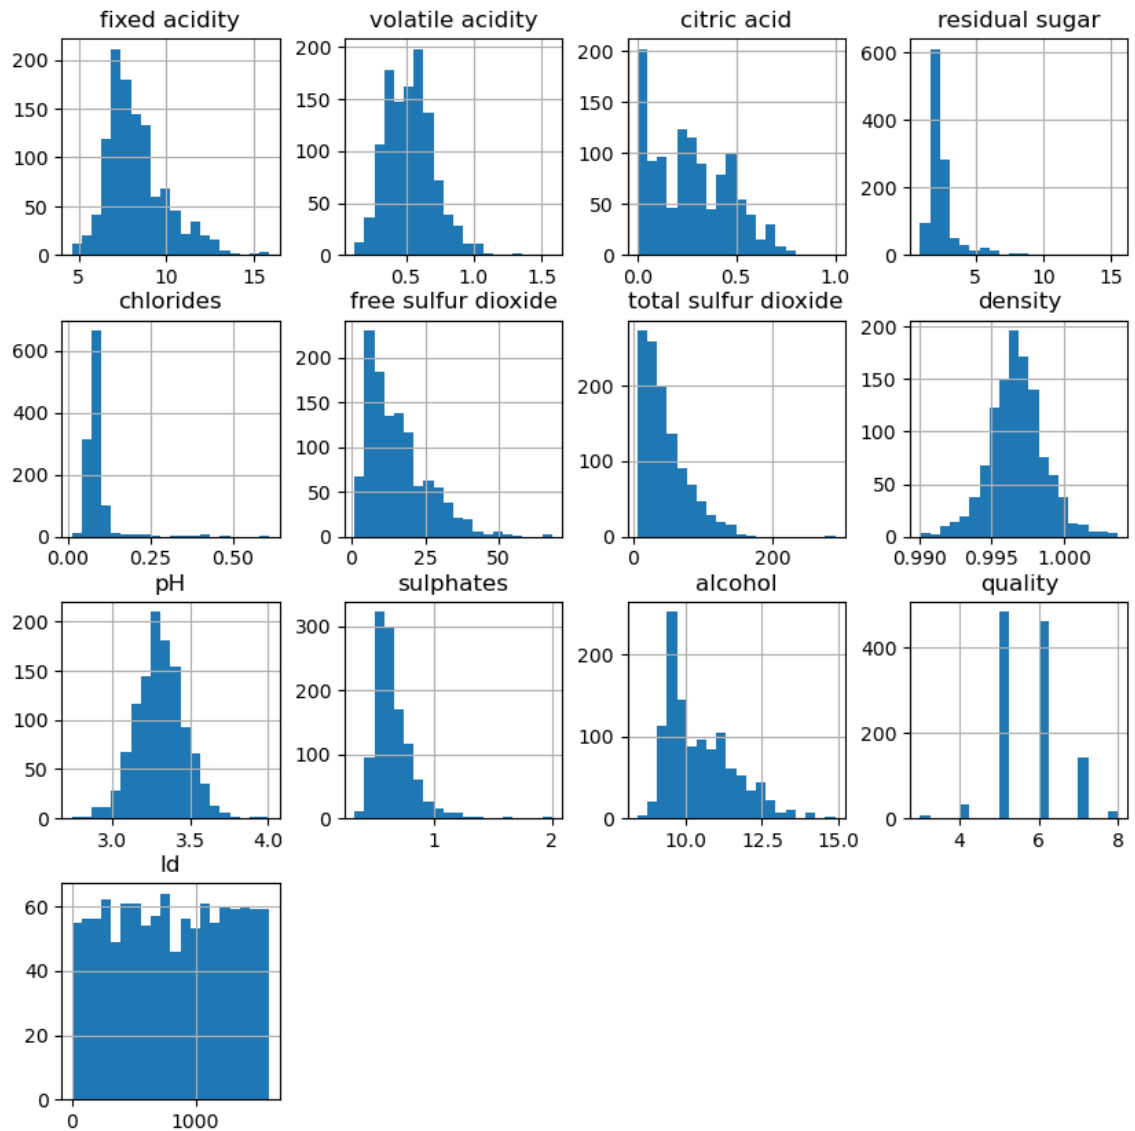 fixed acidity volatile acidity citric acid residual sugar
200 150 100 50 0
5 10 15
200 150 100 50 0
0.5 1.0 1.5
200 150 100 50 0
0.0 0.5 1.0
600 400 200 0
5 10 15
chlorides free sulfur dioxide total sulfur dioxide density
600 400 200 0
0.00 0.25 0.50
200 150 100 50 0
0 25 50
200 100 0
0 200
200 150 100 50 0
0.990 0.995 1.000
pH sulphates alcohol quality
200 150 100 50 0
3.0 3.5 4.0
300 200 100 0
1 2
200 100 0
10.0 12.5 15.0
400 200 0
4 6 8
Id
60 40 20 0
0 1000